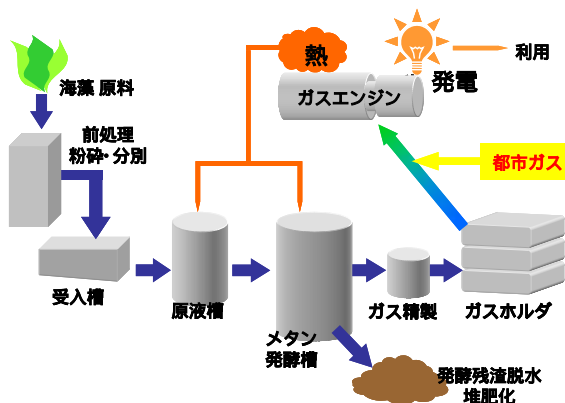 熱
利用
発電
海藻 原料
ガスエンジン
前処理
粉砕・分別
都市ガス
受入槽
原液槽
メタン
発酵槽
ガス精製
ガスホルダ
発酵残渣脱水
堆肥化